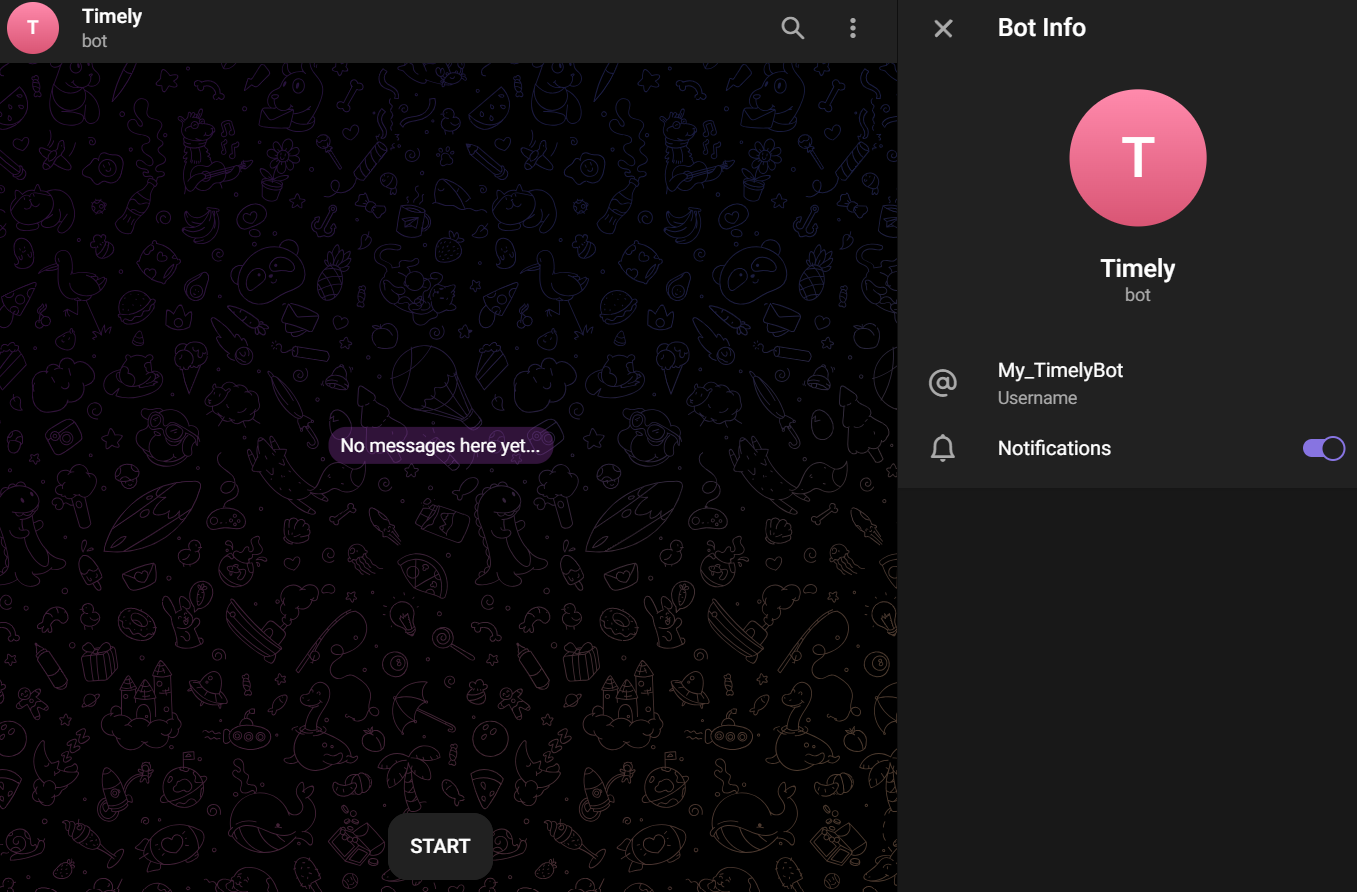 T
Timely
bot
No messages here yet...
START
Bot Info
T
Timely
bot
My_TimelyBot
Username
Notifications